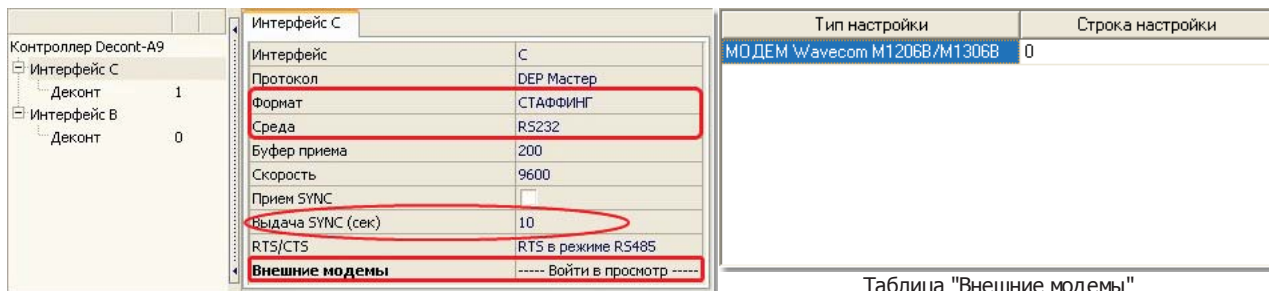 Контроллер Decont-A9
Интерфейс C
Деконт 1
Интерфейс B
Деконт 0
Интерфейс C
Интерфейс C
Протокол DEP Мастер
Формат СТАФФИНГ
Среда RS232
Буфер приема 200
Скорость 9600
Прием SYNC
Выдача SYNC (сек) 10
RTS/CTS RTS в режиме RS485
Внешние модемы ----- Войти в просмотр -----
Тип настройки Строка настройки
МОДЕМ Wavecom M1206B/M1306B 0
Таблица "Внешние модемы"